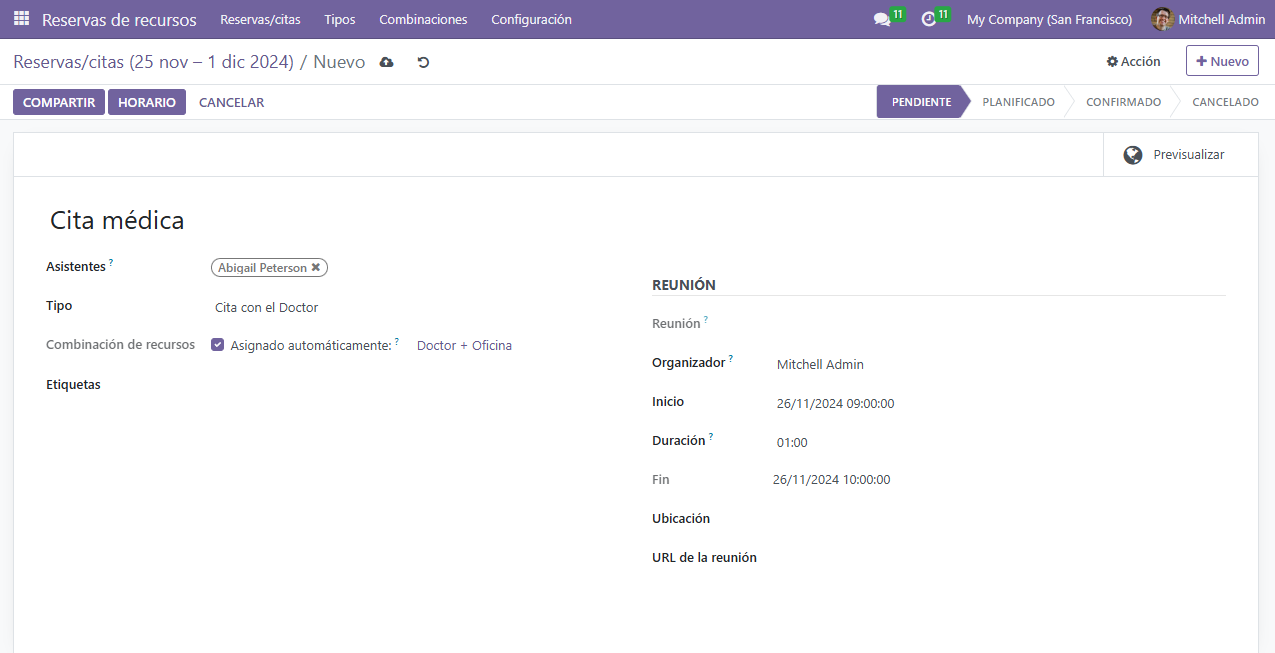 Reservas de recursos Reservas/citas Tipos Combinaciones Configuración 11 11 My Company (San Francisco) Mitchell Admin
Reservas/citas (25 nov – 1 dic 2024) / Nuevo Acción + Nuevo
COMPARTIR HORARIO CANCELAR PENDIENTE PLANIFICADO CONFIRMADO CANCELADO
Previsualizar
Cita médica
Asistentes ? Abigail Peterson ✖
Tipo Cita con el Doctor
Combinación de recursos Asignado automáticamente: ? Doctor + Oficina
Etiquetas
REUNIÓN
Reunión ?
Organizador ? Mitchell Admin
Inicio 26/11/2024 09:00:00
Duración ? 01:00
Fin 26/11/2024 10:00:00
Ubicación
URL de la reunión